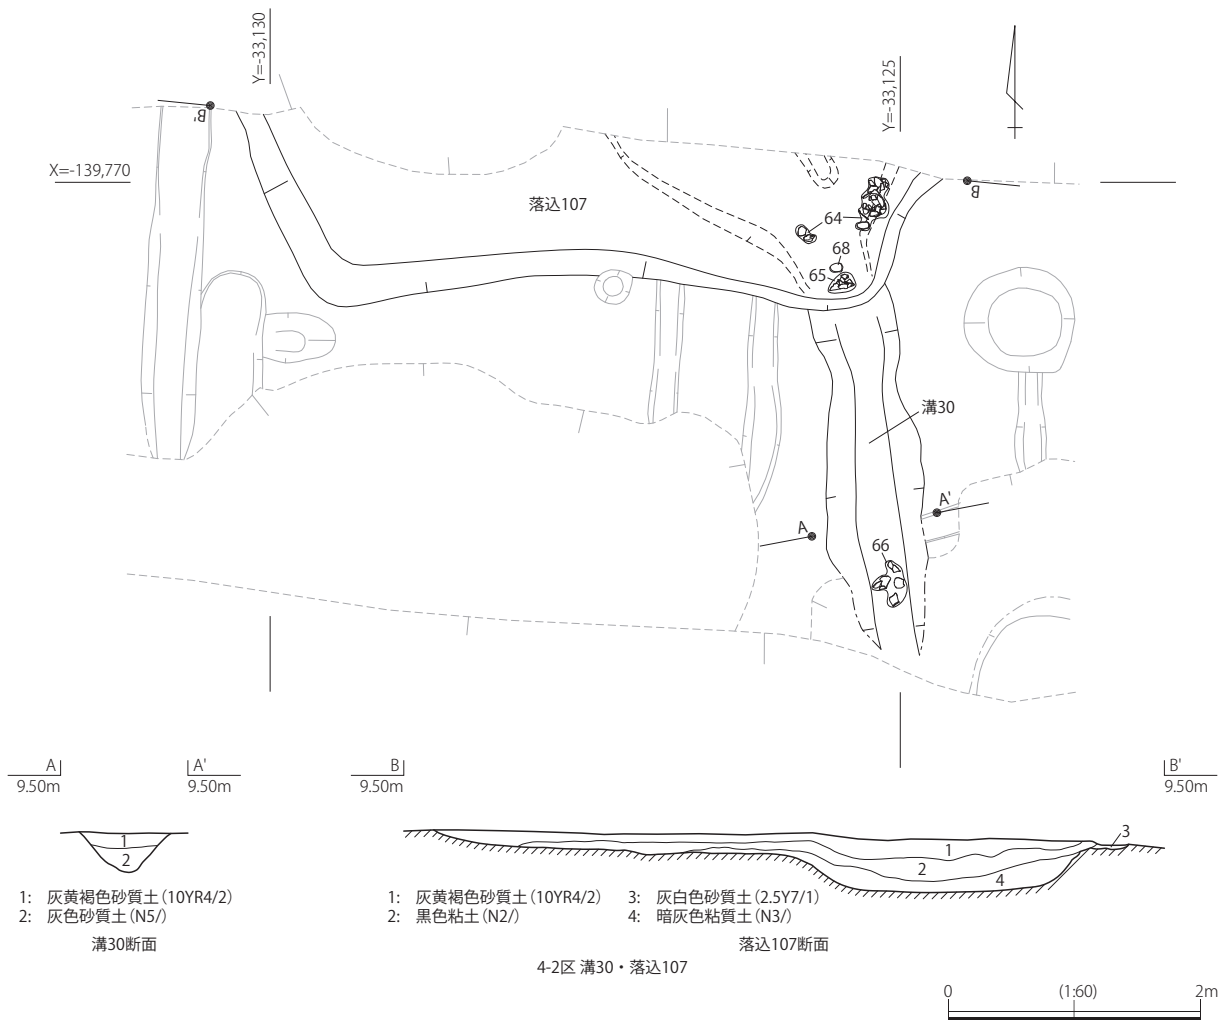 Y=-33,130
Y=-33,125
B'
X=-139,770
B
落込107
64
68
65
溝30
A'
A
66
A
A'
B
B'
9.50m
9.50m
9.50m
9.50m
1
2
1
2
3
4
1: 灰黄褐色砂質土(10YR4/2)
2: 灰色砂質土(N5/)
溝30断面
1: 灰黄褐色砂質土(10YR4/2)
2: 黒色粘土(N2/)
3: 灰白色砂質土(2.5Y7/1)
4: 暗灰色粘質土(N3/)
落込107断面
4-2区 溝30・落込107
0 (1:60) 2m